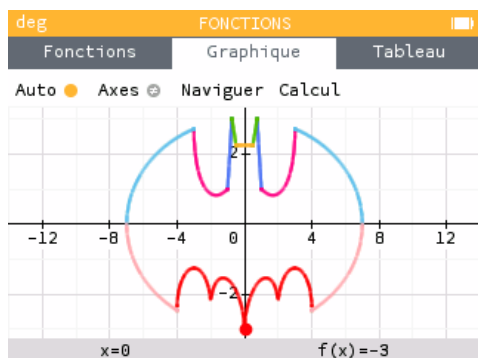 deg FONCTIONS
Fonctions Graphique Tableau
Auto Axes Naviguer Calcul
2
-12 -8 -4 0 4 8 12
-2
x=0 f(x)=-3